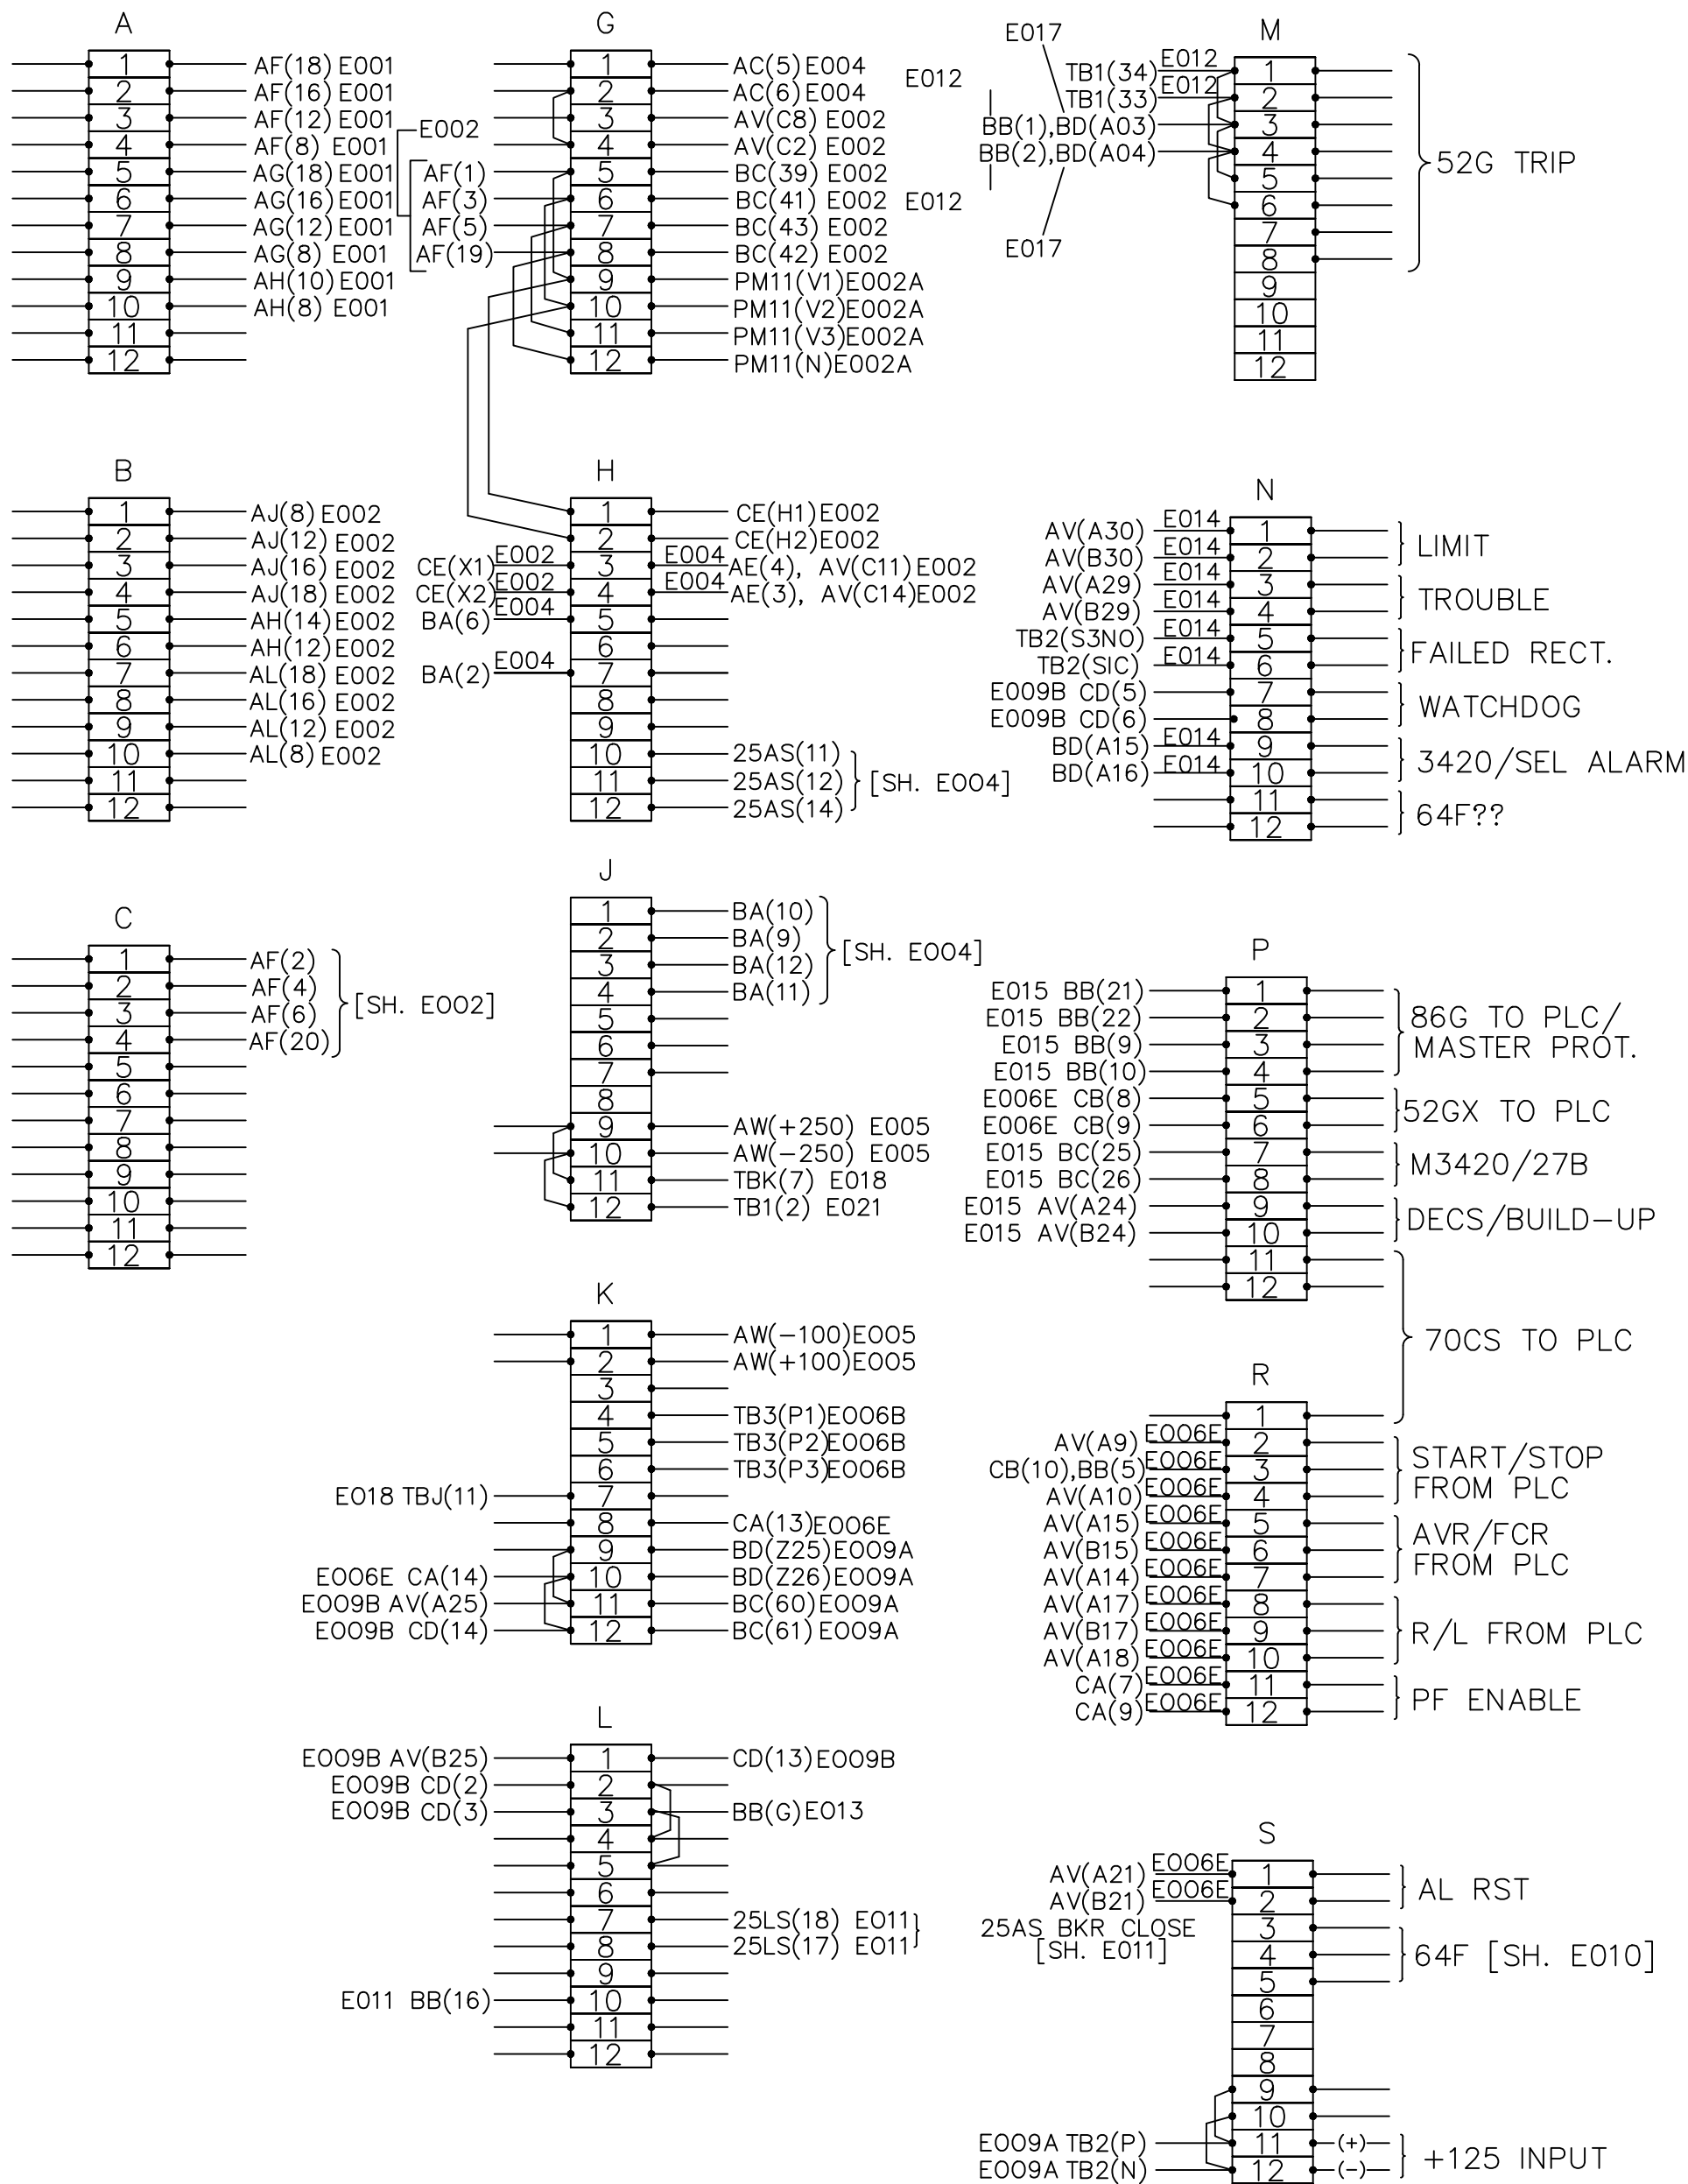 A
1 AF(18) E001
2 AF(16) E001
3 AF(12) E001
4 AF(8) E001
5 AG(18) E001
6 AG(16) E001
7 AG(12) E001
8 AG(8) E001
9 AH(10) E001
10 AH(8) E001
11
12
B
1 AJ(8) E002
2 AJ(12) E002
3 AJ(16) E002
4 AJ(18) E002
5 AH(14) E002
6 AH(12) E002
7 AL(18) E002
8 AL(16) E002
9 AL(12) E002
10 AL(8) E002
11
12
C
1 AF(2)
2 AF(4)
3 AF(6)
4 AF(20)
[SH. E002]
5
6
7
8
9
10
11
12
G
E002
1 AC(5) E004
2 AC(6) E004
3 AV(C8) E002
4 AV(C2) E002
AF(1) 5 BC(39) E002
AF(3) 6 BC(41) E002
AF(5) 7 BC(43) E002
AF(19) 8 BC(42) E002
9 PM11(V1)E002A
10 PM11(V2)E002A
11 PM11(V3)E002A
12 PM11(N)E002A
H
1 CE(H1)E002
2 CE(H2)E002
CE(X1) E002 3 E004 AE(4), AV(C11)E002
CE(X2) E002 4 E004 AE(3), AV(C14)E002
BA(6) E004 5
6
BA(2) E004 7
8
9
10 25AS(11)
11 25AS(12)
12 25AS(14)
[SH. E004]
J
1 BA(10)
2 BA(9)
3 BA(12)
4 BA(11)
[SH. E004]
5
6
7
8
9 AW(+250) E005
10 AW(-250) E005
11 TBK(7) E018
12 TB1(2) E021
K
1 AW(-100)E005
2 AW(+100)E005
3
4 TB3(P1)E006B
5 TB3(P2)E006B
6 TB3(P3)E006B
E018 TBJ(11) 7
8 CA(13)E006E
9 BD(Z25)E009A
E006E CA(14) 10 BD(Z26)E009A
E009B AV(A25) 11 BC(60)E009A
E009B CD(14) 12 BC(61)E009A
L
E009B AV(B25) 1 CD(13)E009B
E009B CD(2) 2
E009B CD(3) 3 BB(G)E013
4
5
6
7 25LS(18) E011
8 25LS(17) E011
9
E011 BB(16) 10
11
12
M
E017
E012
TB1(34) E012 1
TB1(33) E012 2
BB(1),BD(A03) 3
BB(2),BD(A04) 4
5
E012
6
7
E017
8
9
10
11
12
52G TRIP
N
AV(A30) E014 1
AV(B30) E014 2
LIMIT
AV(A29) E014 3
AV(B29) E014 4
TROUBLE
TB2(S3NO) E014 5
TB2(SIC) E014 6
FAILED RECT.
E009B CD(5) 7
E009B CD(6) 8
WATCHDOG
BD(A15) E014 9
BD(A16) E014 10
3420/SEL ALARM
11
12
64F??
P
E015 BB(21) 1
E015 BB(22) 2
E015 BB(9) 3
E015 BB(10) 4
86G TO PLC/
MASTER PROT.
E006E CB(8) 5
E006E CB(9) 6
52GX TO PLC
E015 BC(25) 7
E015 BC(26) 8
M3420/27B
E015 AV(A24) 9
E015 AV(B24) 10
DECS/BUILD-UP
11
12
70CS TO PLC
R
1
AV(A9) E006E 2
CB(10),BB(5) E006E 3
AV(A10) E006E 4
START/STOP
FROM PLC
AV(A15) E006E 5
AV(B15) E006E 6
AV(A14) E006E 7
AVR/FCR
FROM PLC
AV(A17) E006E 8
AV(B17) E006E 9
AV(A18) E006E 10
R/L FROM PLC
CA(7) E006E 11
CA(9) E006E 12
PF ENABLE
S
AV(A21) E006E 1
AV(B21) E006E 2
AL RST
25AS BKR CLOSE
[SH. E011]
3
4
5
64F [SH. E010]
6
7
8
9
10
E009A TB2(P) 11 (+)
E009A TB2(N) 12 (-)
+125 INPUT